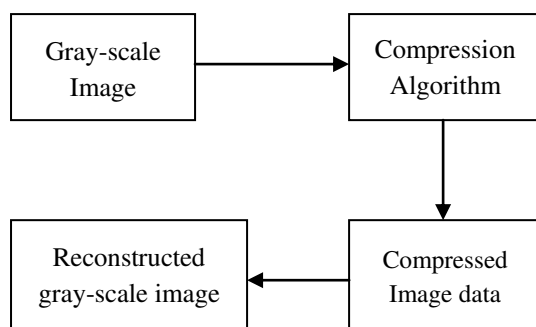 Gray-scale
Image
Compression
Algorithm
Compressed
Image data
Reconstructed
gray-scale image